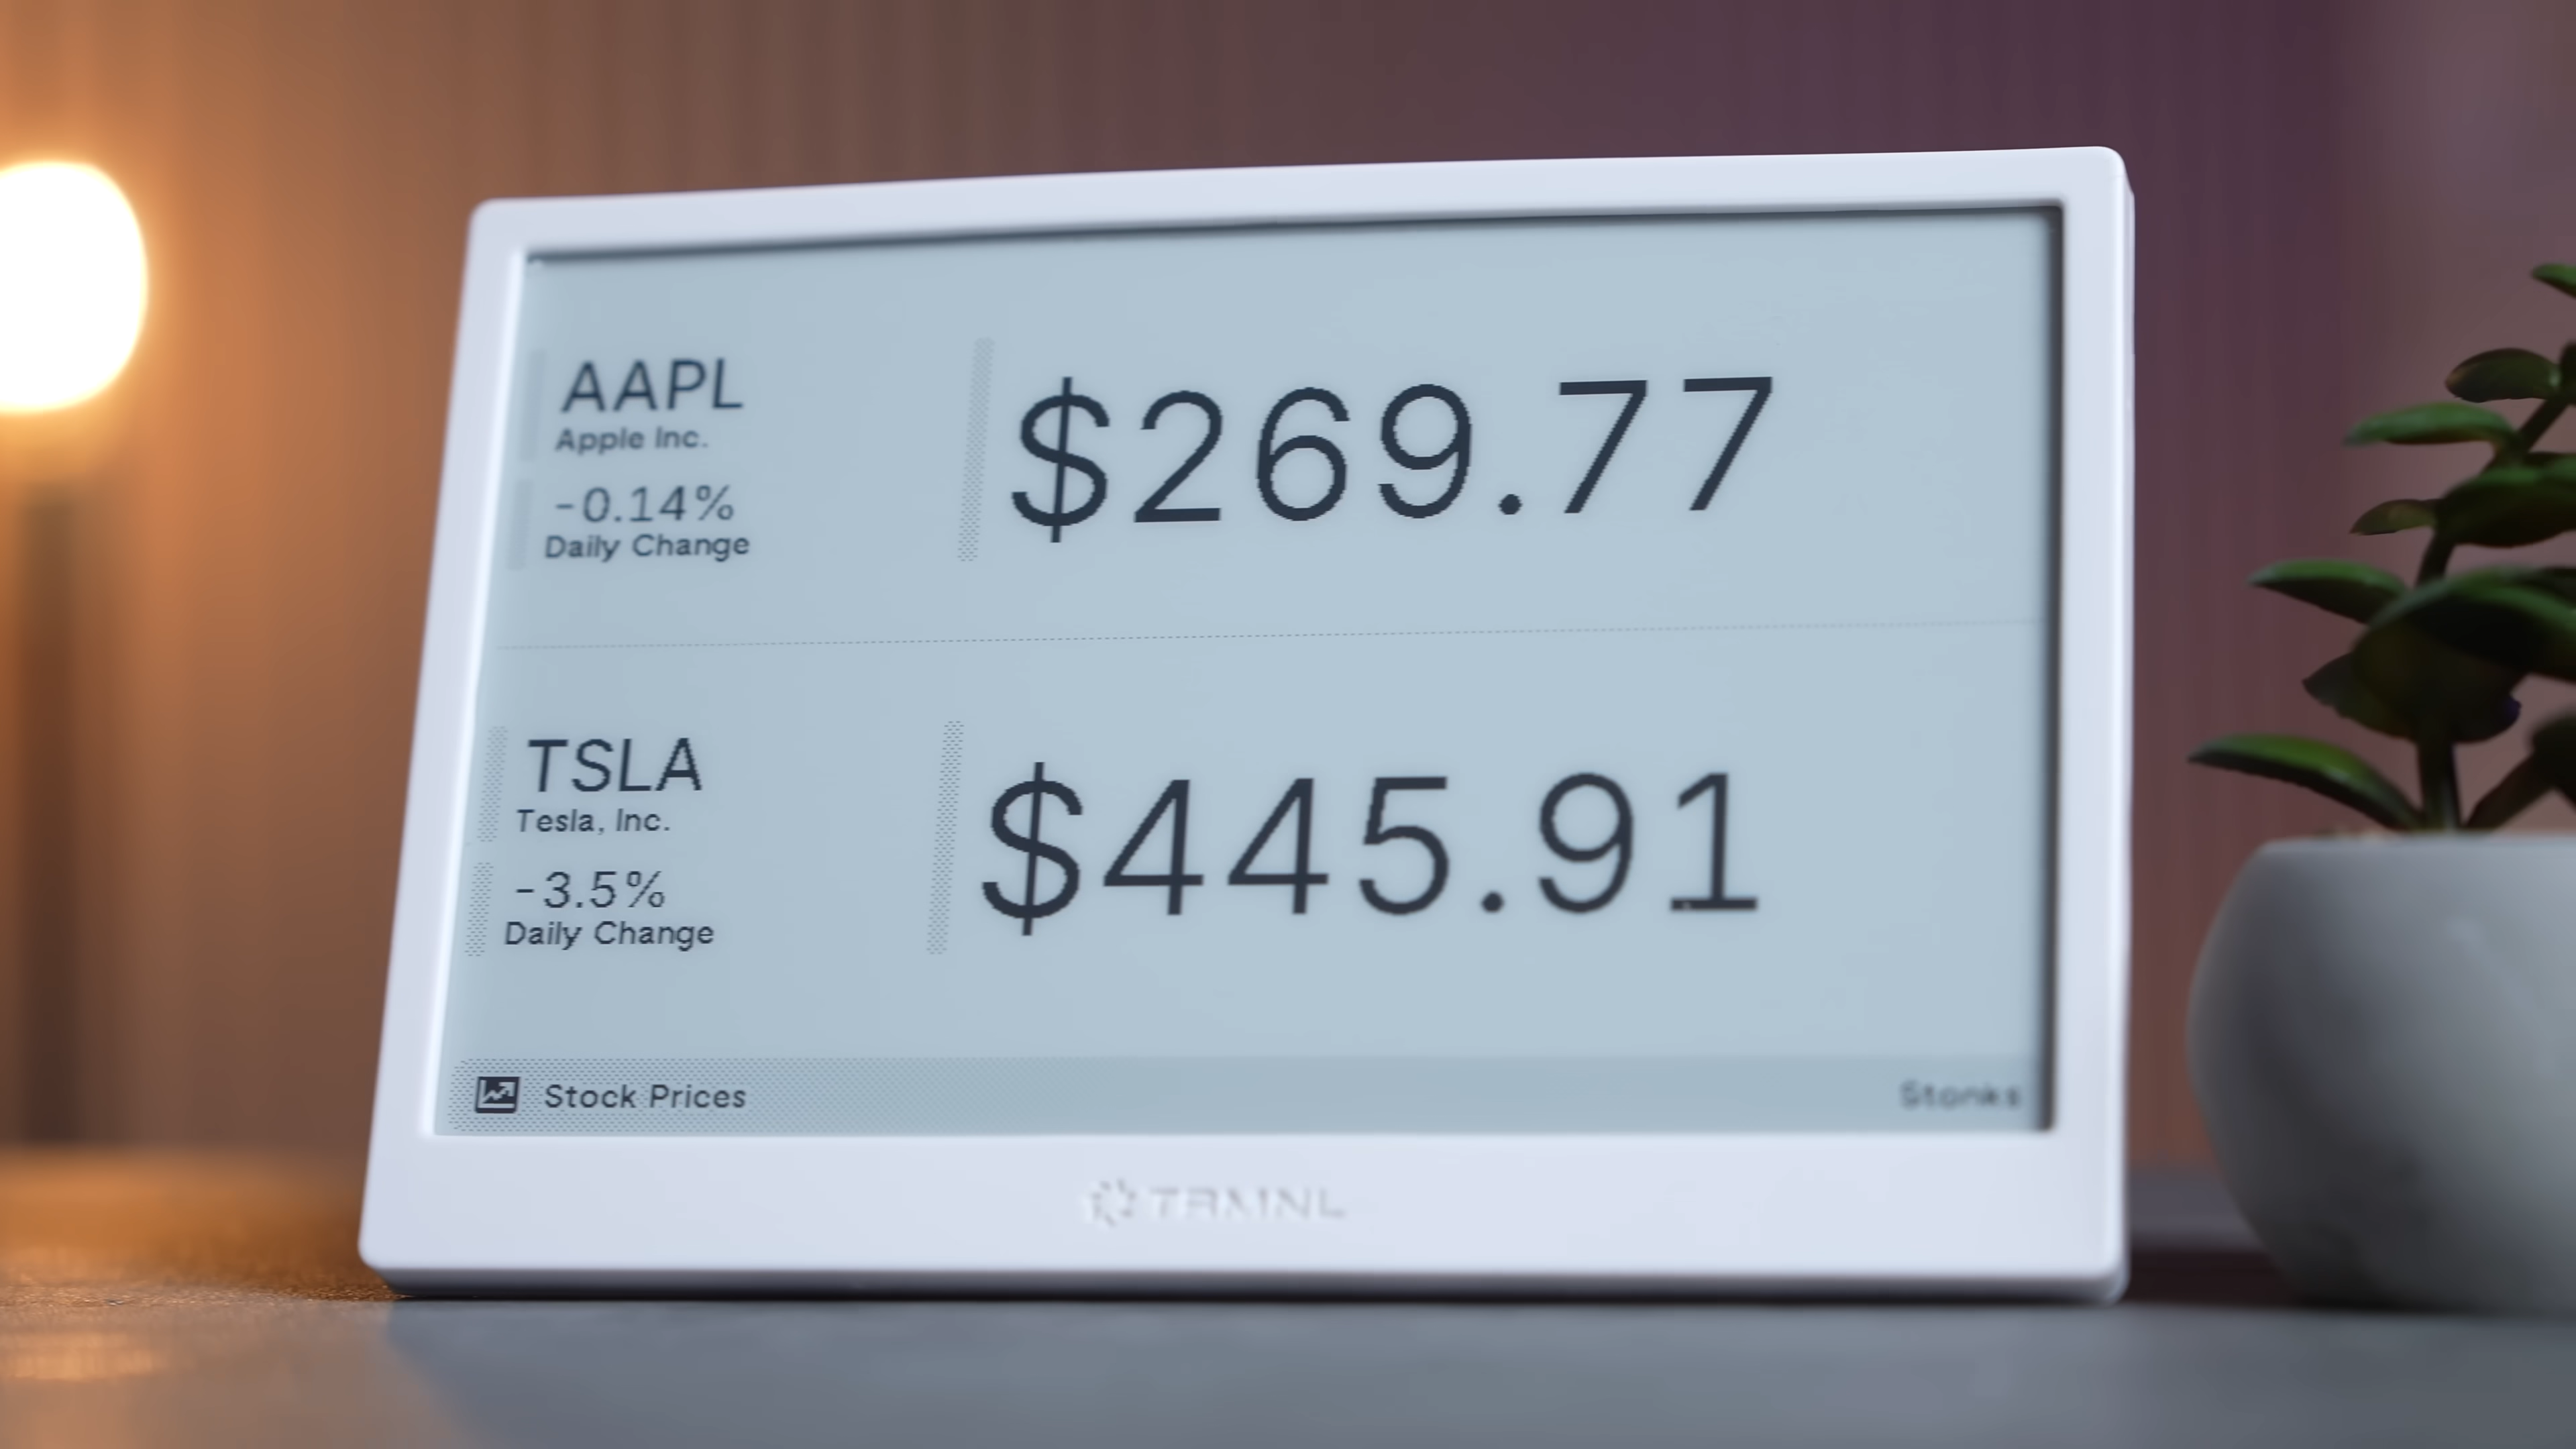 AAPL
Apple Inc.
-0.14%
Daily Change
$269.77
TSLA
Tesla, Inc.
-3.5%
Daily Change
$445.91
Stock Prices
Stonks
TRMNL